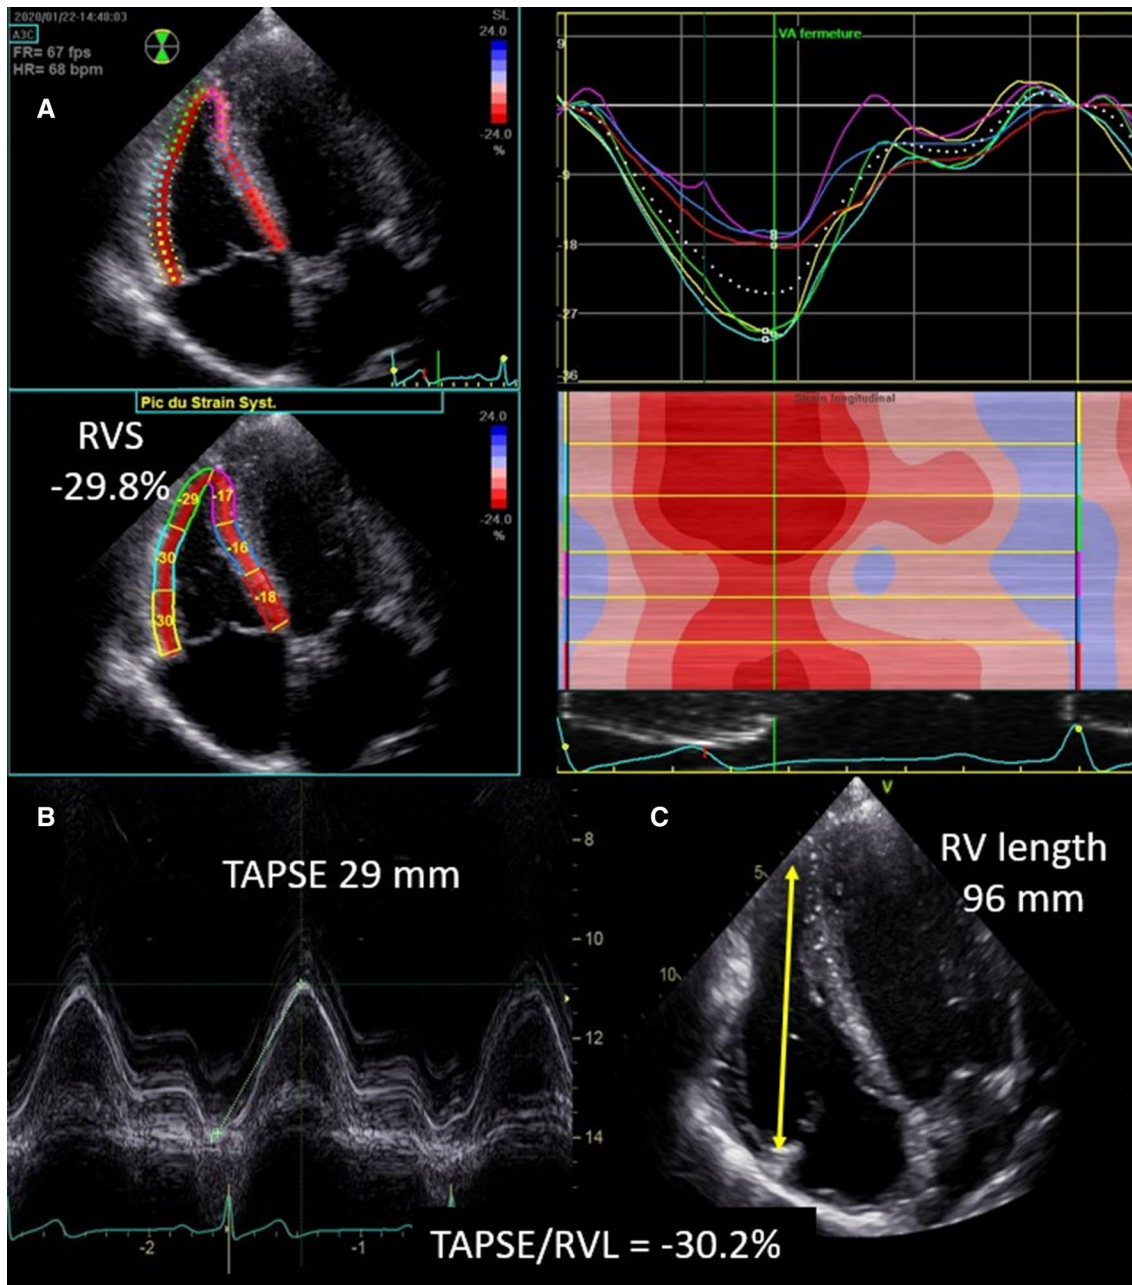 2020/01/22-14:48:03
A3C
FR= 67 fps
HR= 68 bpm
A
SL
24.0
-24.0
%
VA fermeture
9
-9
-18
-27
-36
Pic du Strain Syst.
RVS
-29.8%
-29
-17
-30
-16
-30
-18
24.0
-24.0
%
Strain longitudinal
B
TAPSE 29 mm
8
10
12
14
-2
-1
C
V
5
10
RV length
96 mm
TAPSE/RVL = -30.2%